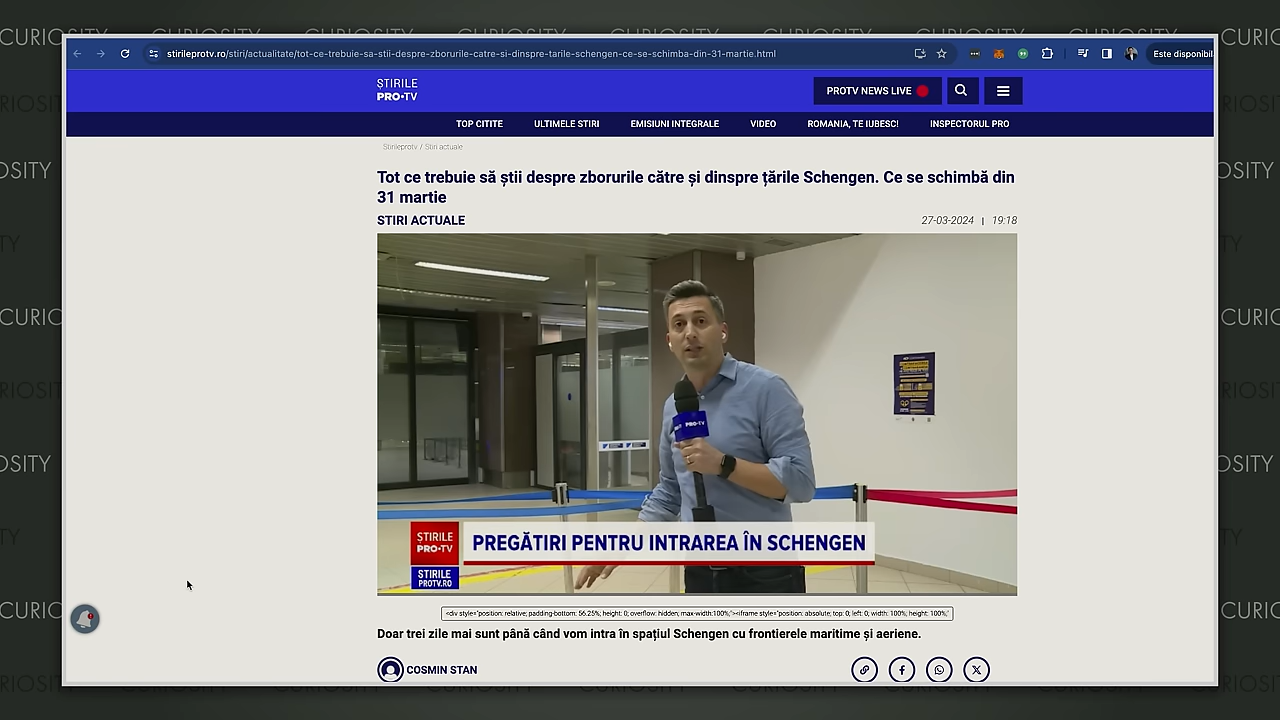 CURIOSITY CURIOSITY CURIOSITY CURIOSITY CURIOSITY
stirileprotv.ro/stiri/actualitate/tot-ce-trebuie-sa-stii-despre-zborurile-catre-si-dinspre-tarile-schengen-ce-se-schimba-din-31-martie.html
Este disponibil
ȘTIRILE
PRO•TV
PROTV NEWS LIVE
TOP CITITE ULTIMELE STIRI EMISIUNI INTEGRALE VIDEO ROMANIA, TE IUBESC! INSPECTORUL PRO
Stirileprotv / Stiri actuale
Tot ce trebuie să știi despre zborurile către și dinspre țările Schengen. Ce se schimbă din
31 martie
STIRI ACTUALE 27-03-2024 | 19:18
PRO•TV
ȘTIRILE
PRO•TV
PREGĂTIRI PENTRU INTRAREA ÎN SCHENGEN
ȘTIRILE
PROTV.RO
<div style="position: relative; padding-bottom: 56.25%; height: 0; overflow: hidden; max-width:100%;"><iframe style="position: absolute; top: 0; left: 0; width: 100%; height: 100%;"
Doar trei zile mai sunt până când vom intra în spațiul Schengen cu frontierele maritime și aeriene.
COSMIN STAN